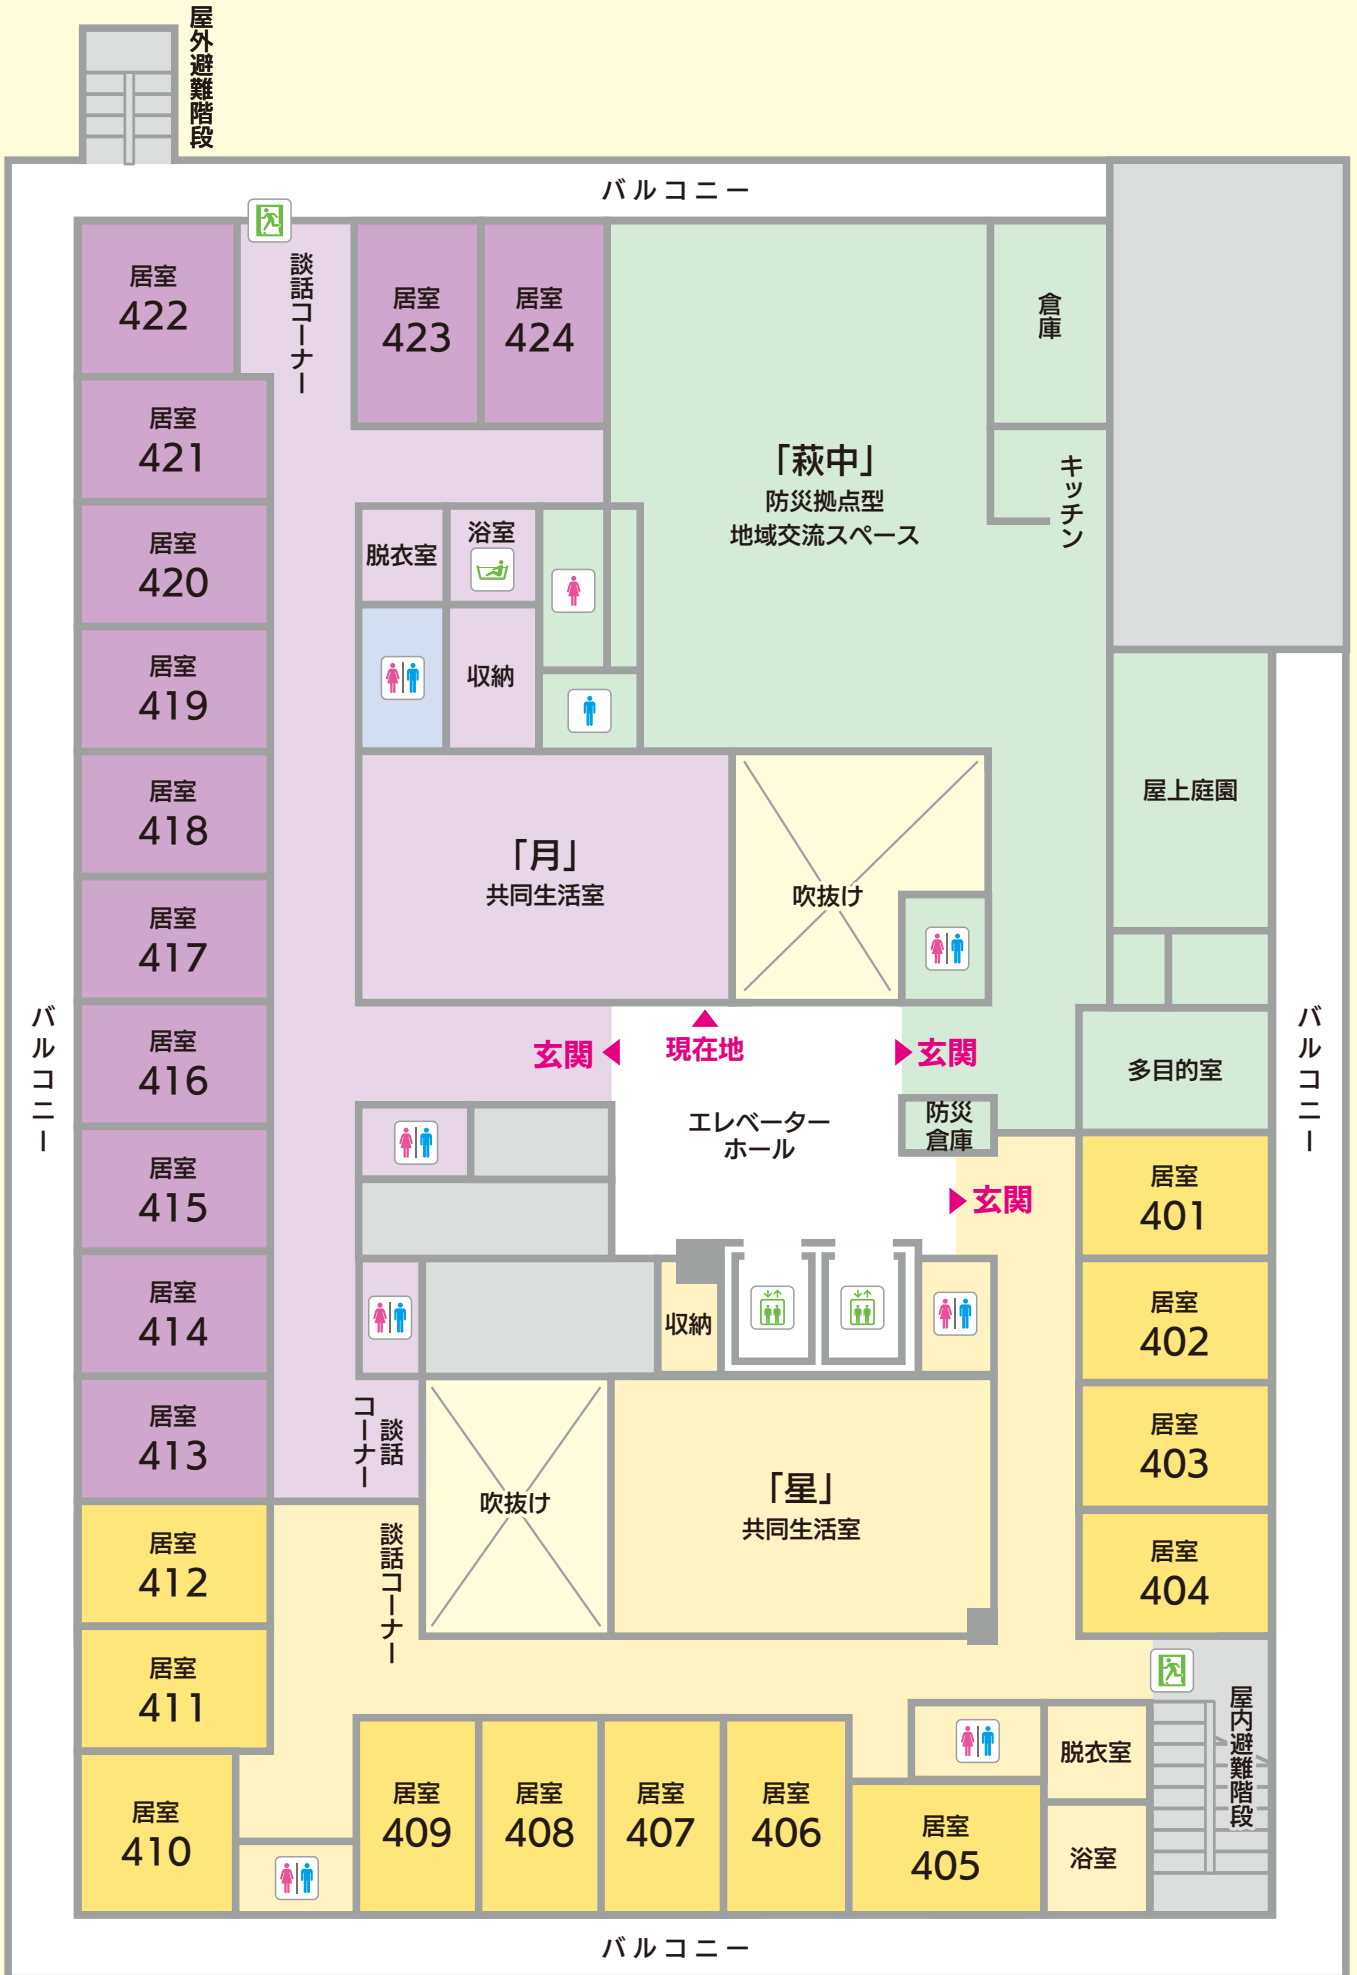 屋外避難階段
バルコニー
居室
422
談話コーナー
居室
423
居室
424
倉庫
居室
421
「萩中」
防災拠点型
地域交流スペース
キッチン
居室
420
脱衣室
浴室
居室
419
収納
居室
418
「月」
共同生活室
吹抜け
屋上庭園
居室
417
バルコニー
居室
416
玄関
現在地
玄関
多目的室
バルコニー
エレベーター
ホール
防災
倉庫
居室
415
玄関
居室
401
居室
414
収納
居室
402
居室
413
談話
コーナー
居室
403
吹抜け
「星」
共同生活室
居室
412
談話コーナー
居室
404
居室
411
屋内避難階段
脱衣室
居室
410
居室
409
居室
408
居室
407
居室
406
居室
405
浴室
バルコニー